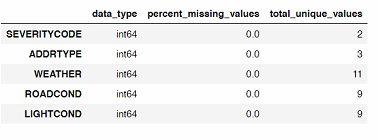 data_type percent_missing_values total_unique_values
SEVERITYCODE int64 0.0 2
ADDRTYPE int64 0.0 3
WEATHER int64 0.0 11
ROADCOND int64 0.0 9
LIGHTCOND int64 0.0 9